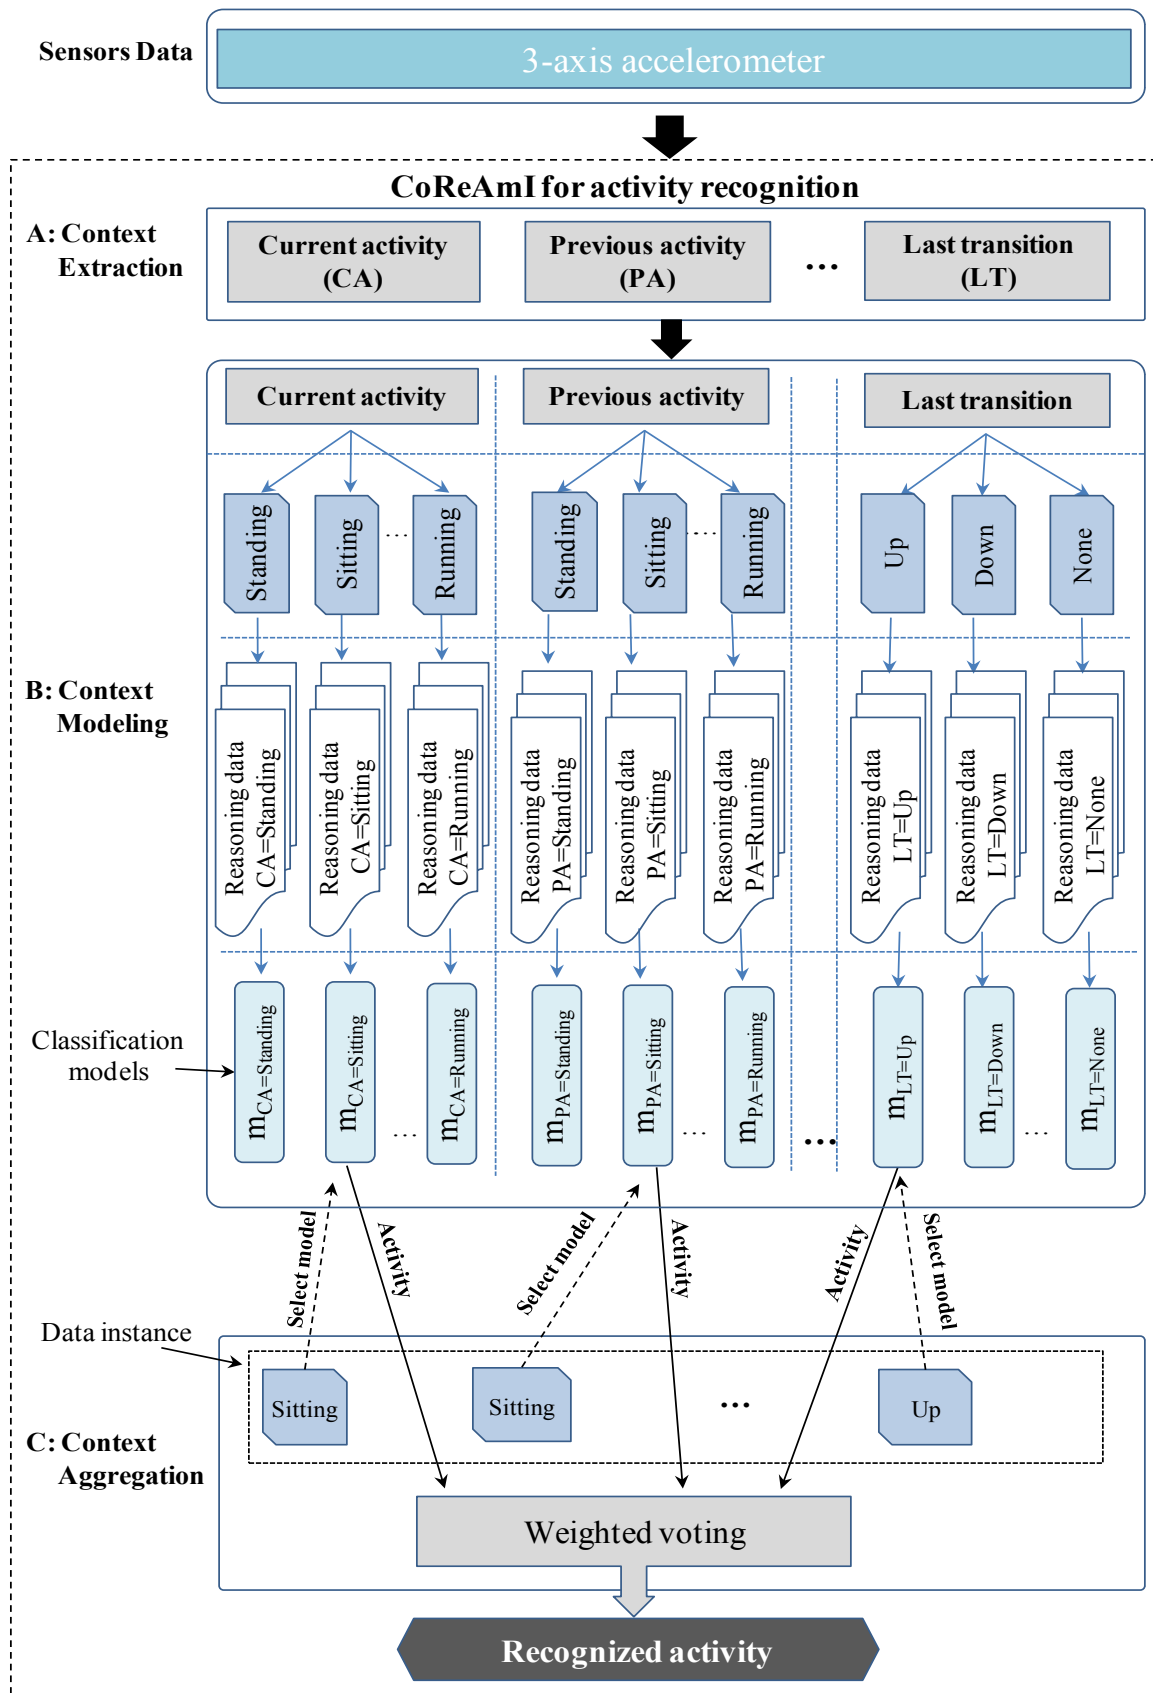 Sensors Data
3-axis accelerometer
CoReAmI for activity recognition
A: Context
Extraction
Current activity
(CA)
Previous activity
(PA)
...
Last transition
(LT)
Current activity
Previous activity
Last transition
Standing
Sitting
...
Running
Standing
Sitting
......
Running
Up
Down
None
B: Context
Modeling
Reasoning data
CA=Standing
Reasoning data
CA=Sitting
Reasoning data
CA=Running
Reasoning data
PA=Standing
Reasoning data
PA=Sitting
Reasoning data
PA=Running
Reasoning data
LT=Up
Reasoning data
LT=Down
Reasoning data
LT=None
Classification
models
mCA=Standing
mCA=Sitting
...
mCA=Running
mPA=Standing
mPA=Sitting
...
mPA=Running
...
mLT=Up
mLT=Down
...
mLT=None
Select model
Activity
Select model
Activity
Activity
Select model
Data instance
Sitting
Sitting
...
Up
C: Context
Aggregation
Weighted voting
Recognized activity